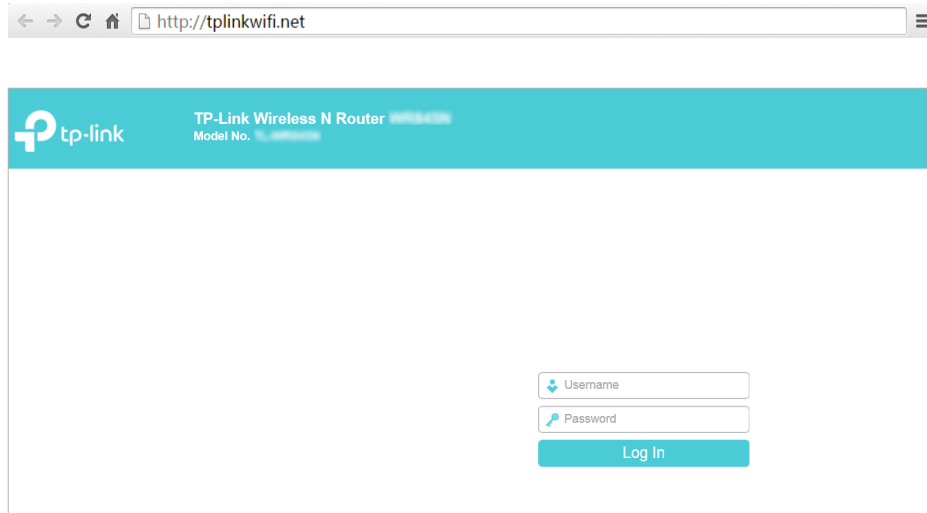 http://tplinkwifi.net
tp-link
TP-Link Wireless N Router
Model No.
Username
Password
Log In